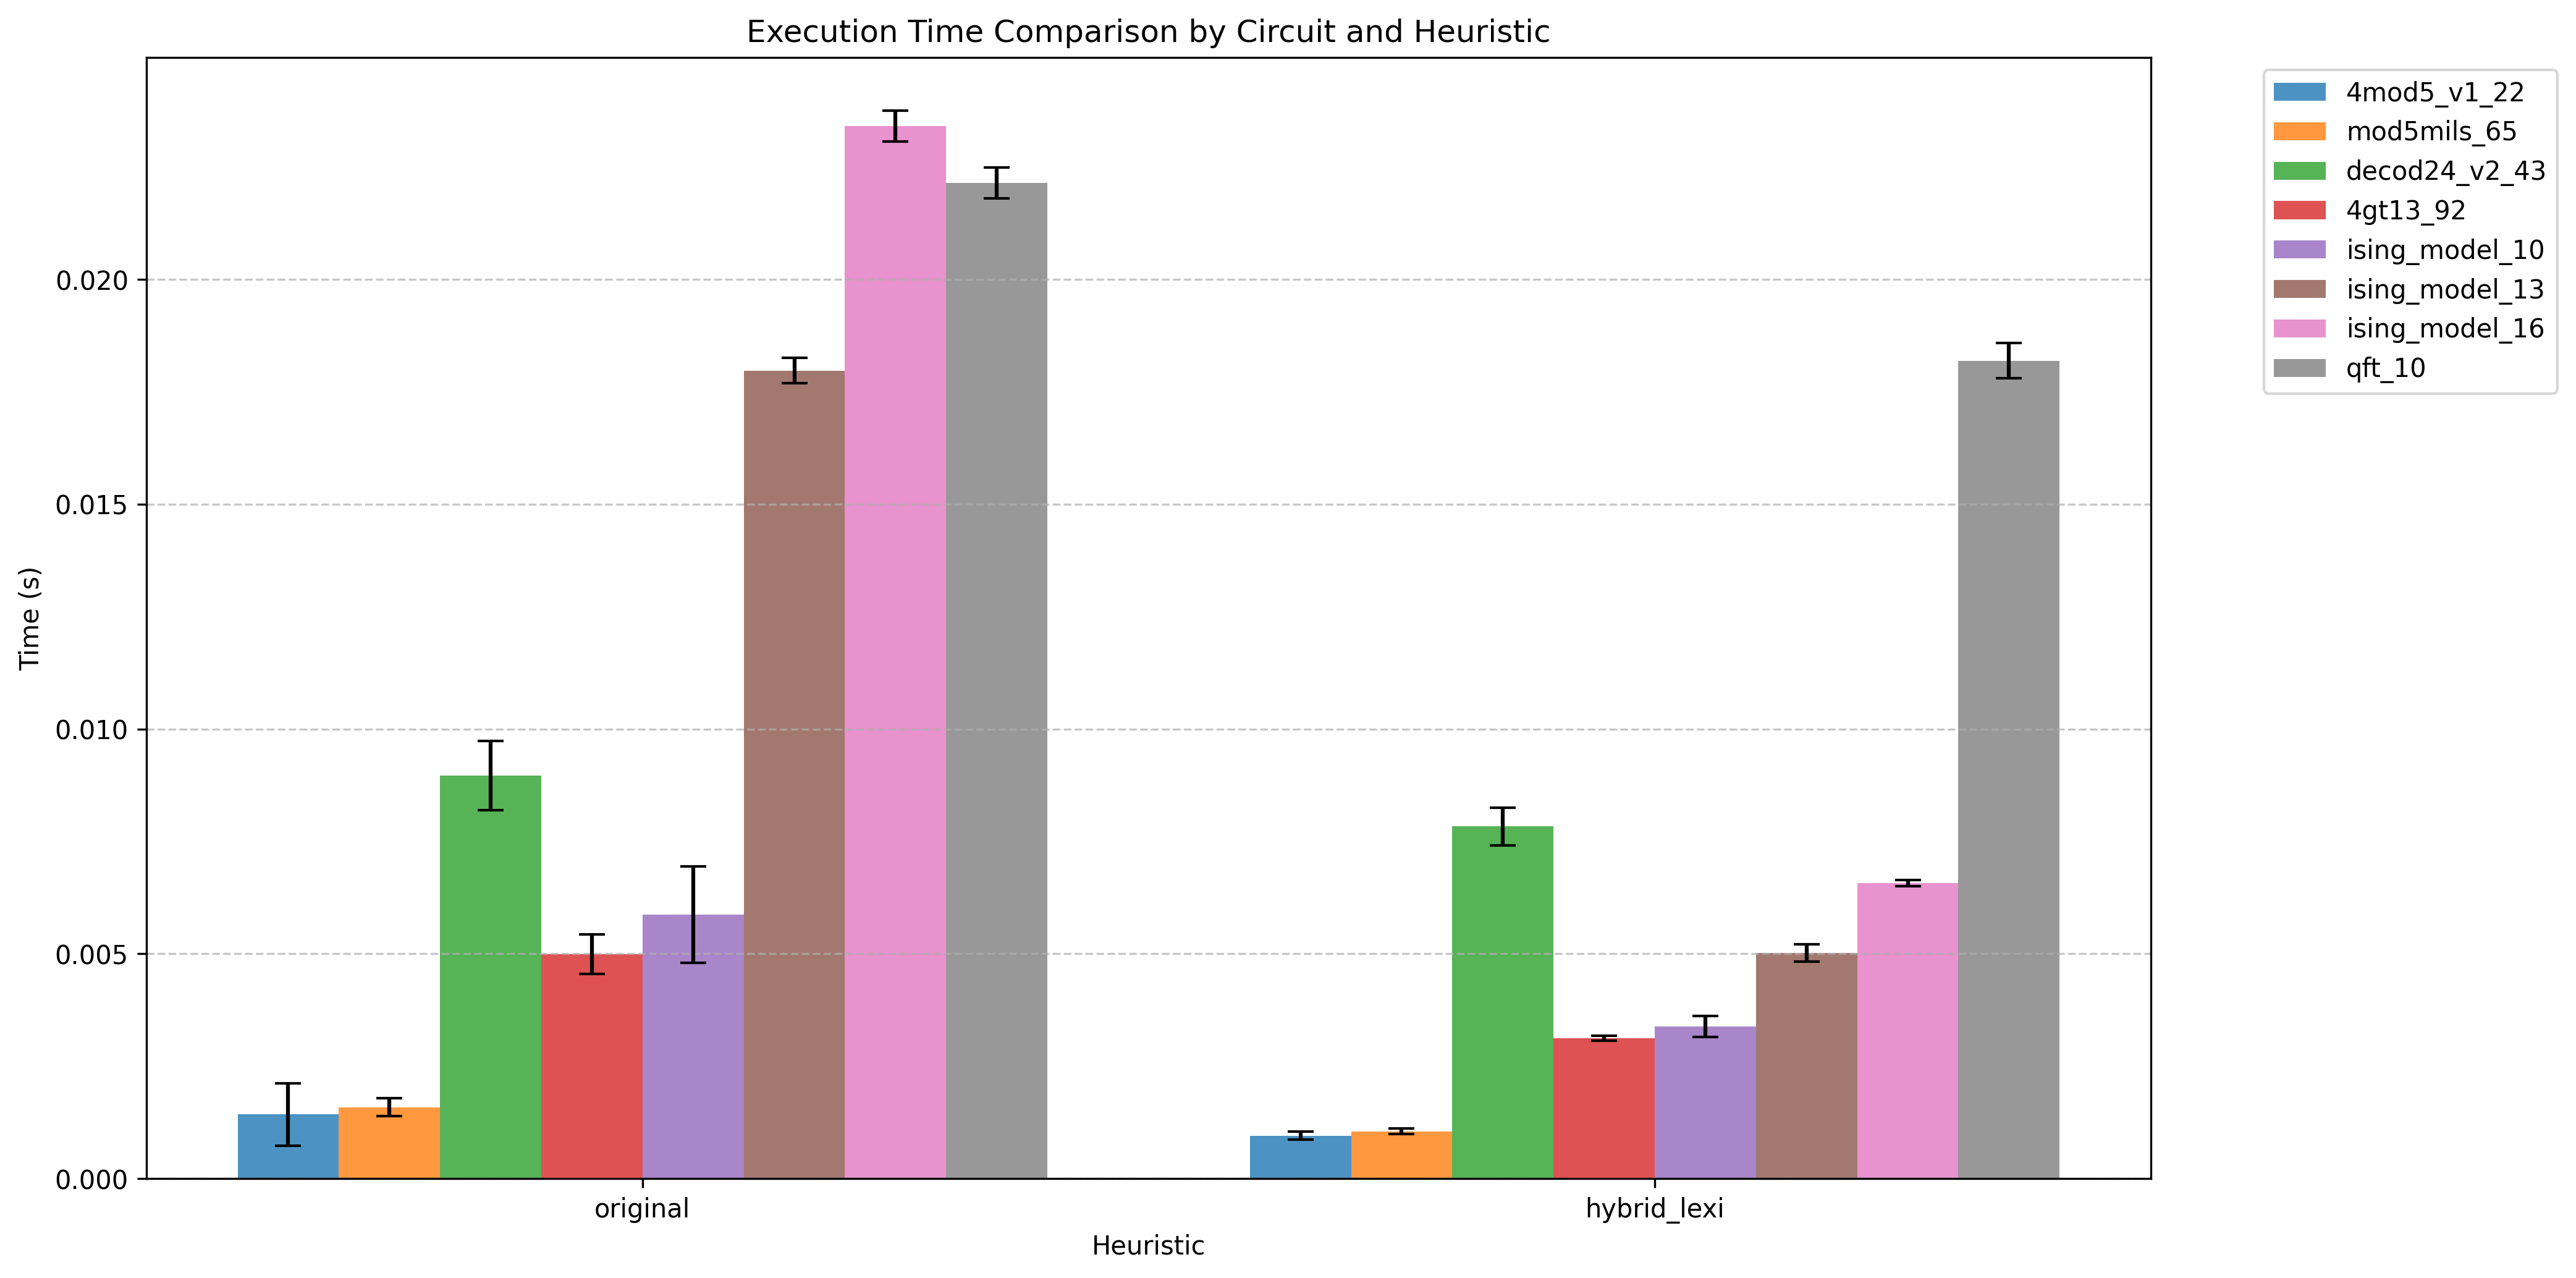 Execution Time Comparison by Circuit and Heuristic
Time (s)
0.020
0.015
0.010
0.005
0.000
original
hybrid_lexi
Heuristic
4mod5_v1_22
mod5mils_65
decod24_v2_43
4gt13_92
ising_model_10
ising_model_13
ising_model_16
qft_10